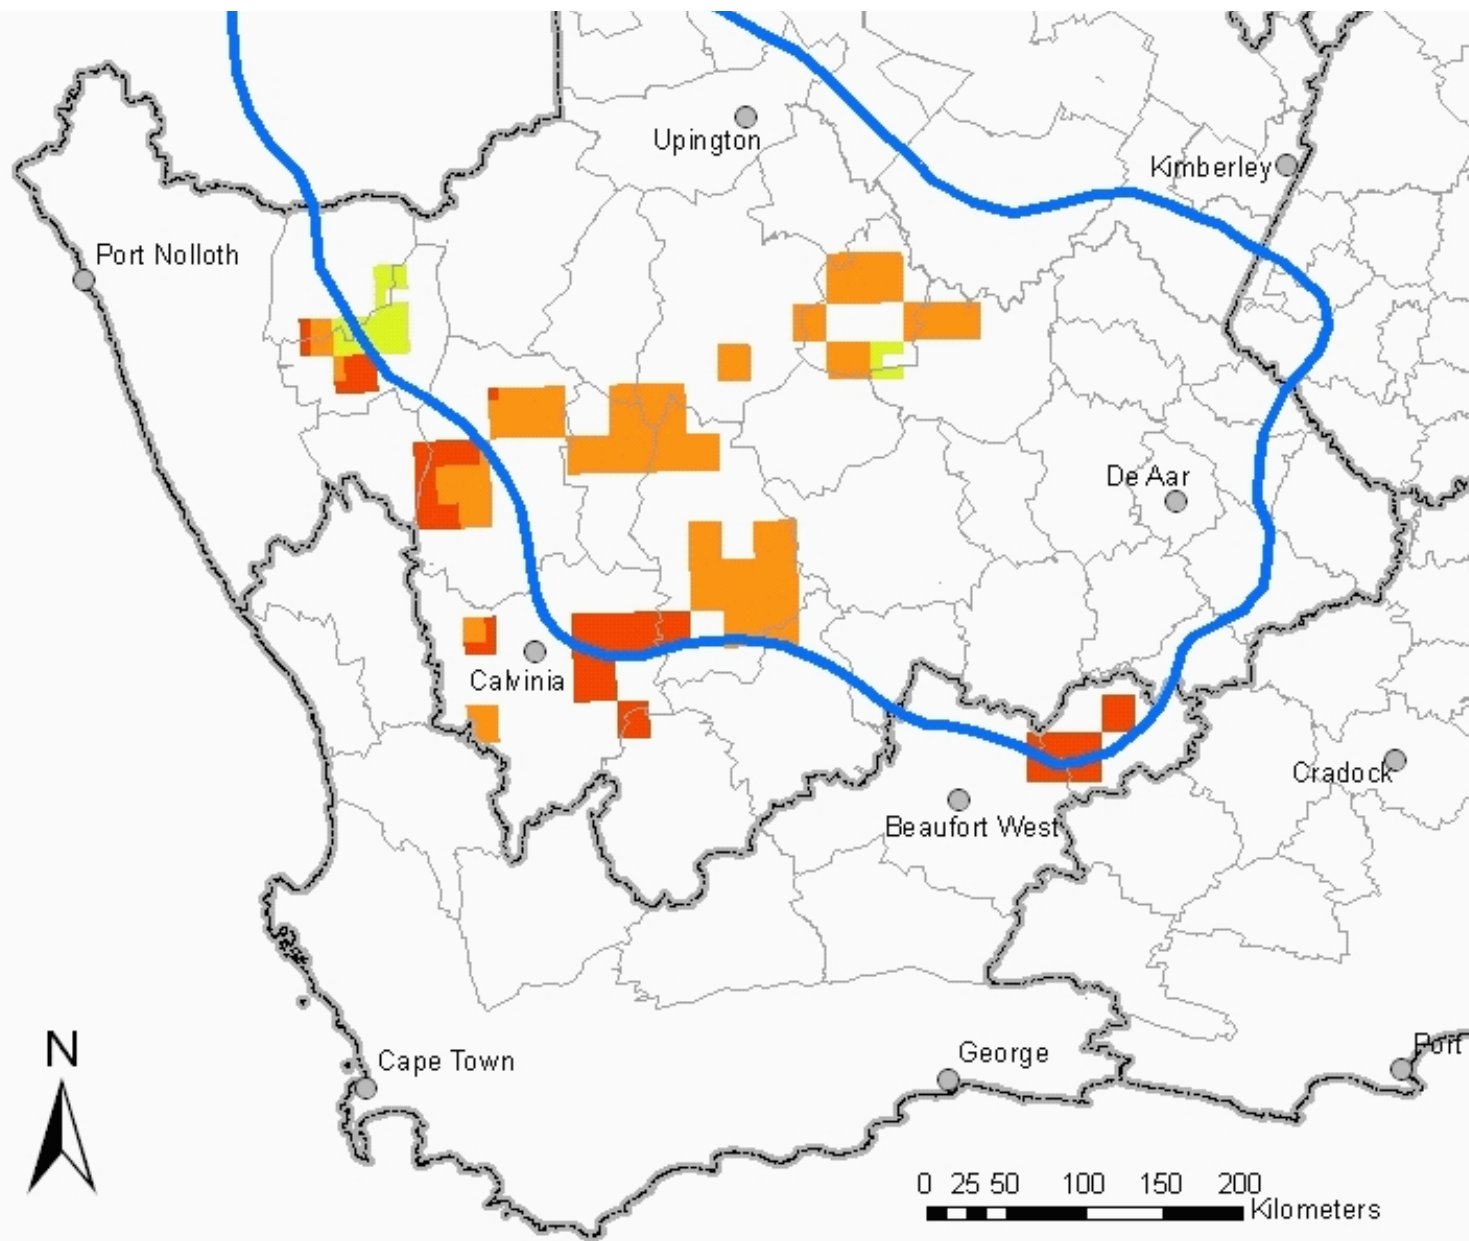 Upington
Kimberley
Port Nolloth
De Aar
Calvinia
Cradock
Beaufort West
N
Cape Town
George
Port
0 25 50 100 150 200
Kilometers